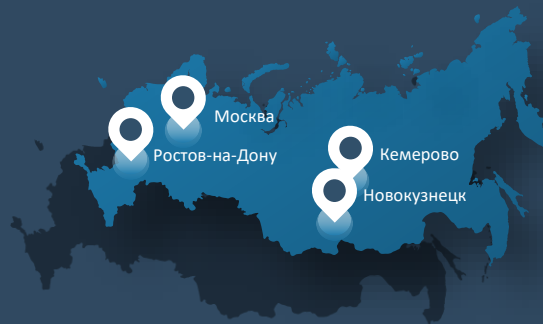 Москва
Ростов-на-Дону
Кемерово
Новокузнецк